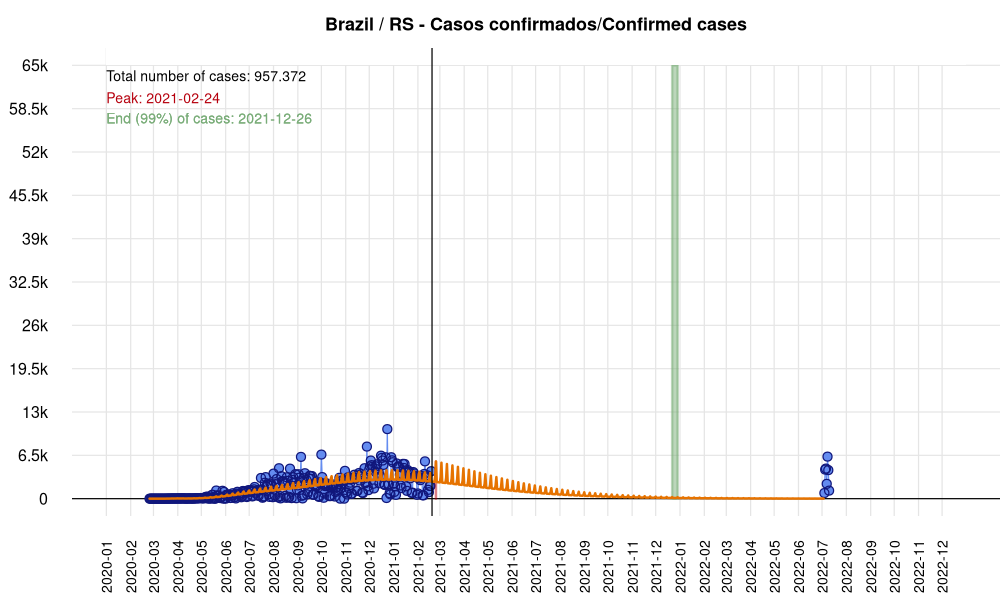 Brazil / RS - Casos confirmados/Confirmed cases
Total number of cases: 957.372
Peak: 2021-02-24
End (99%) of cases: 2021-12-26
65k
58.5k
52k
45.5k
39k
32.5k
26k
19.5k
13k
6.5k
0
2020-01
2020-02
2020-03
2020-04
2020-05
2020-06
2020-07
2020-08
2020-09
2020-10
2020-11
2020-12
2021-01
2021-02
2021-03
2021-04
2021-05
2021-06
2021-07
2021-08
2021-09
2021-10
2021-11
2021-12
2022-01
2022-02
2022-03
2022-04
2022-05
2022-06
2022-07
2022-08
2022-09
2022-10
2022-11
2022-12